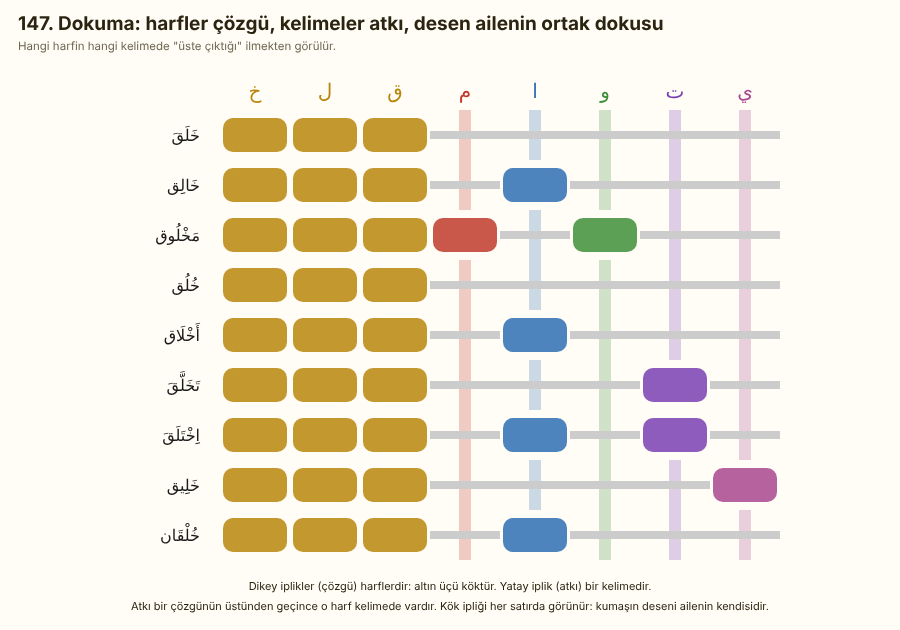 147. Dokuma: harfler çözgü, kelimeler atkı, desen ailenin ortak dokusu
Hangi harfin hangi kelimede "üste çıktığı" ilmekten görülür.
خ ل ق م ا و ت ي
خَلَقَ
خَالِق
مَخْلُوق
خُلُق
أَخْلَاق
تَخَلَّقَ
اِخْتَلَقَ
خَلِيق
خُلْقَان
Dikey iplikler (çözgü) harflerdir: altın üçü köktür. Yatay iplik (atkı) bir kelimedir.
Atkı bir çözgünün üstünden geçince o harf kelimede vardır. Kök ipliği her satırda görünür: kumaşın deseni ailenin kendisidir.